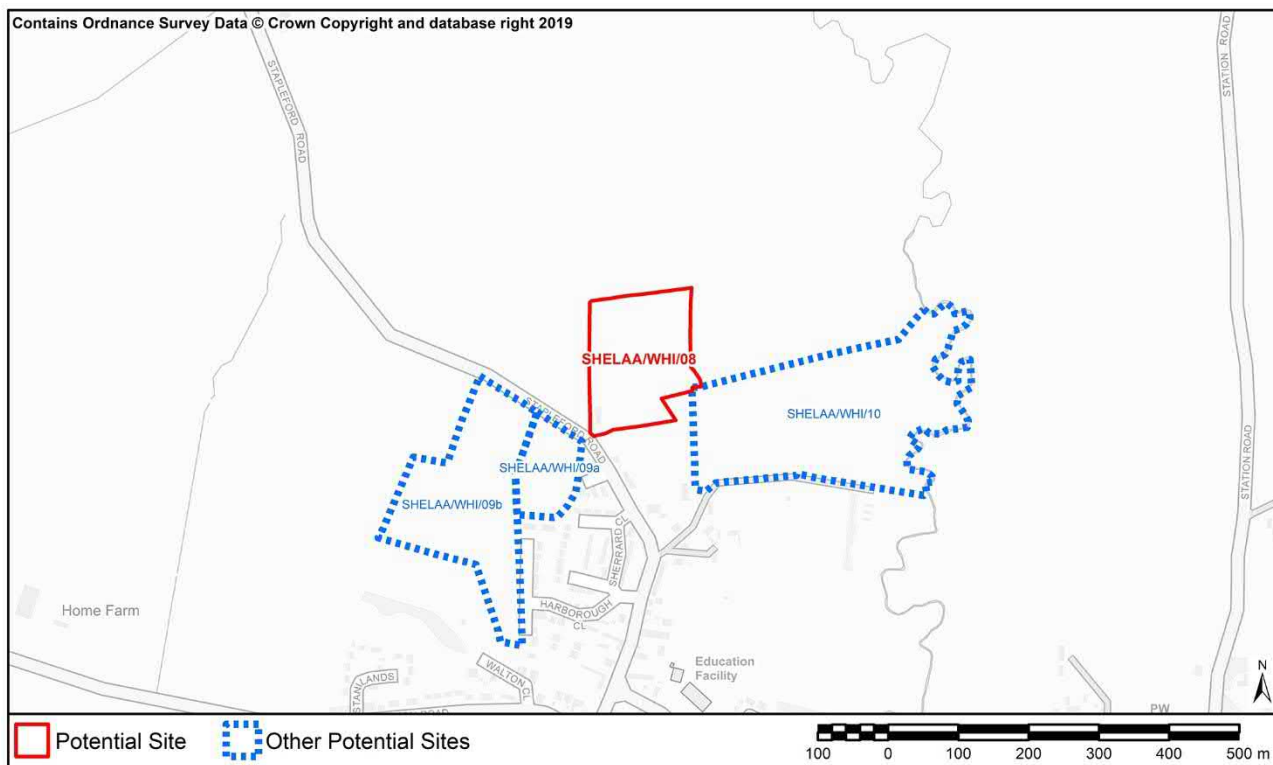 Contains Ordnance Survey Data © Crown Copyright and database right 2019
STAPLEFORD ROAD
STATION ROAD
SHELAA/WHI/08
SHELAA/WHI/10
STAPLEFORD ROAD
SHELAA/WHI/09a
SHELAA/WHI/09b
SHERRARD CL
STATION ROAD
Home Farm
HARBOROUGH
CL
WALTON CL
Education
Facility
N
PW
Potential Site
Other Potential Sites
100 0 100 200 300 400 500 m